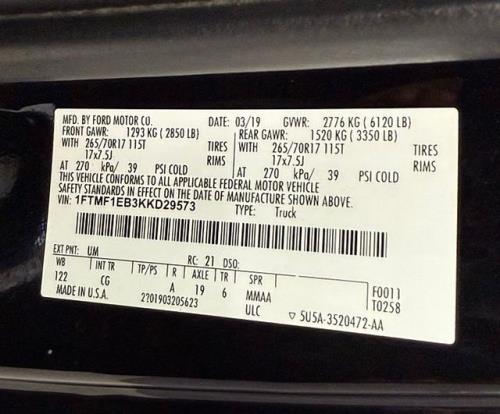 MFD. BY FORD MOTOR CO. DATE: 03/19 GVWR: 2776 KG ( 6120 LB)
FRONT GAWR: 1293 KG ( 2850 LB) REAR GAWR: 1520 KG ( 3350 LB)
WITH 265/70R17 115T TIRES WITH 265/70R17 115T TIRES
17x7.5J RIMS 17x7.5J RIMS
AT 270 kPa/ 39 PSI COLD AT 270 kPa/ 39 PSI COLD
THIS VEHICLE CONFORMS TO ALL APPLICABLE FEDERAL MOTOR VEHICLE
SAFETY STANDARDS IN EFFECT ON THE DATE OF MANUFACTURE SHOWN ABOVE.
VIN: 1FTMF1EB3KKD29573 TYPE: Truck
EXT PNT: UM RC: 21 DSO:
WB INT TR TP/PS R AXLE TR SPR F0011
122 CG A 19 6 MMAA T0258
MADE IN U.S.A. 2201903205623 ULC ▽ 5U5A-3520472-AA